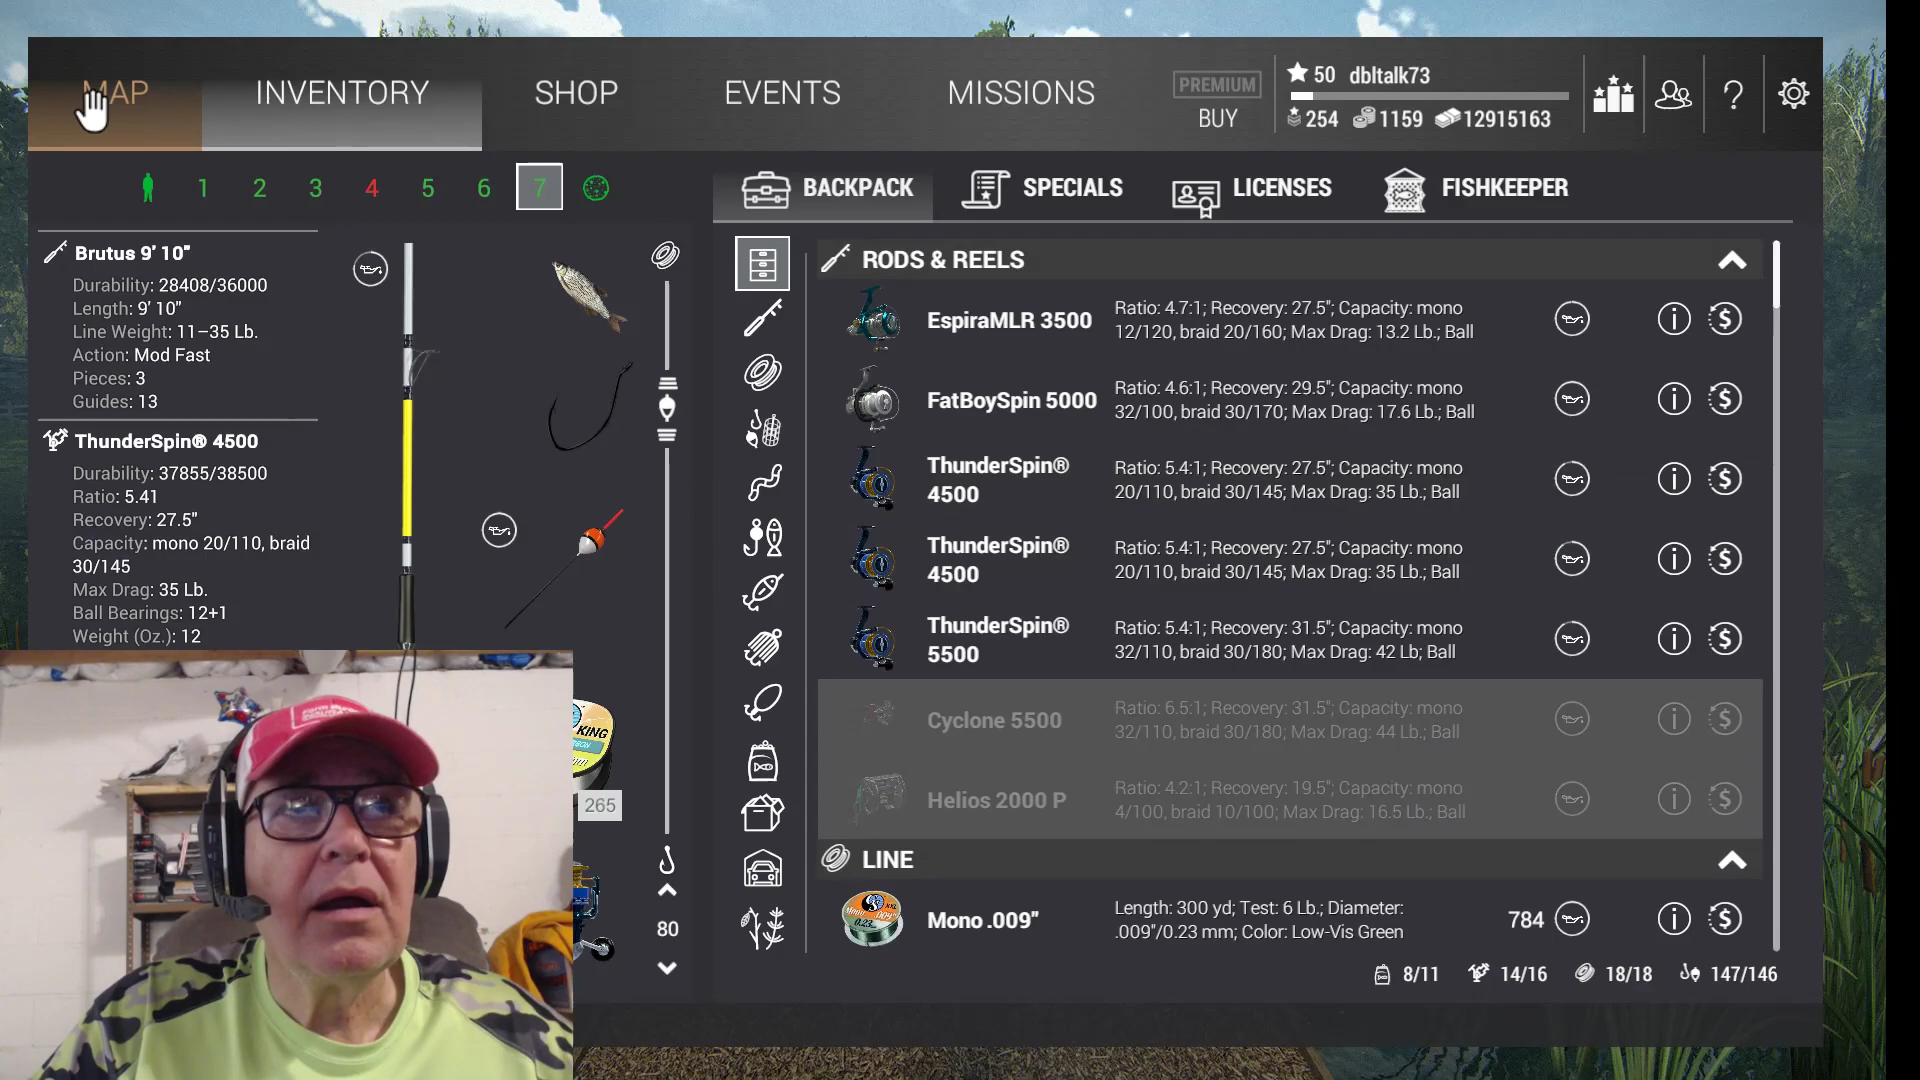 MAP
INVENTORY
SHOP
EVENTS
MISSIONS
PREMIUM
BUY
50 dbltalk73
254 1159 12915163
1 2 3 4 5 6 7
BACKPACK
SPECIALS
LICENSES
FISHKEEPER
Brutus 9' 10"
Durability: 28408/36000
Length: 9' 10"
Line Weight: 11–35 Lb.
Action: Mod Fast
Pieces: 3
Guides: 13
ThunderSpin® 4500
Durability: 37855/38500
Ratio: 5.41
Recovery: 27.5"
Capacity: mono 20/110, braid
30/145
Max Drag: 35 Lb.
Ball Bearings: 12+1
Weight (Oz.): 12
KING
265
80
RODS & REELS
EspiraMLR 3500
Ratio: 4.7:1; Recovery: 27.5"; Capacity: mono
12/120, braid 20/160; Max Drag: 13.2 Lb.; Ball
FatBoySpin 5000
Ratio: 4.6:1; Recovery: 29.5"; Capacity: mono
32/100, braid 30/170; Max Drag: 17.6 Lb.; Ball
ThunderSpin®
4500
Ratio: 5.4:1; Recovery: 27.5"; Capacity: mono
20/110, braid 30/145; Max Drag: 35 Lb.; Ball
ThunderSpin®
4500
Ratio: 5.4:1; Recovery: 27.5"; Capacity: mono
20/110, braid 30/145; Max Drag: 35 Lb.; Ball
ThunderSpin®
5500
Ratio: 5.4:1; Recovery: 31.5"; Capacity: mono
32/110, braid 30/180; Max Drag: 42 Lb; Ball
Cyclone 5500
Ratio: 6.5:1; Recovery: 31.5"; Capacity: mono
32/110, braid 30/180; Max Drag: 44 Lb.; Ball
Helios 2000 P
Ratio: 4.2:1; Recovery: 19.5"; Capacity: mono
4/100, braid 10/100; Max Drag: 16.5 Lb.; Ball
LINE
Mono .009"
Length: 300 yd; Test: 6 Lb.; Diameter:
.009"/0.23 mm; Color: Low-Vis Green
784
8/11 14/16 18/18 147/146